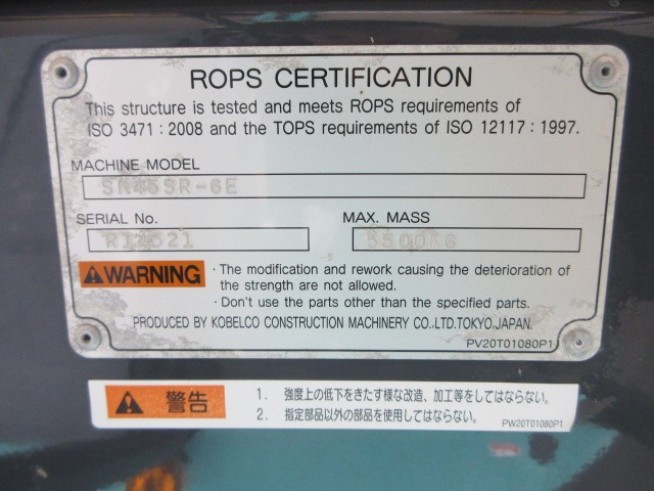 ROPS CERTIFICATION
This structure is tested and meets ROPS requirements of
ISO 3471 : 2008 and the TOPS requirements of ISO 12117 : 1997.
MACHINE MODEL
SK45SR-6E
SERIAL No.
MAX. MASS
5500KG
WARNING
· The modification and rework causing the deterioration of
the strength are not allowed.
· Don't use the parts other than the specified parts.
PRODUCED BY KOBELCO CONSTRUCTION MACHINERY CO.,LTD.TOKYO.JAPAN.
PV20T01080P1
警告
1. 強度上の低下をきたす様な改造、加工等をしてはならない。
2. 指定部品以外の部品を使用してはならない。
PW20T01080P1